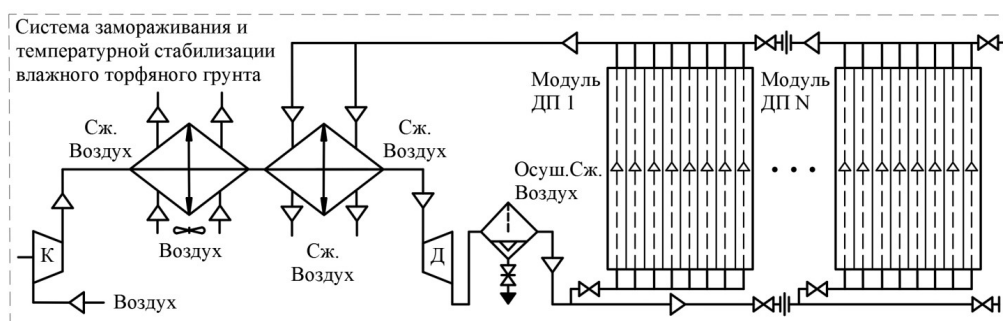 Система замораживания и
температурной стабилизации
влажного торфяного грунта
Сж.
Воздух
Сж.
Воздух
Модуль
ДП 1
Модуль
ДП N
Осуш.Сж.
Воздух
К
Воздух
Сж.
Воздух
Д
Воздух